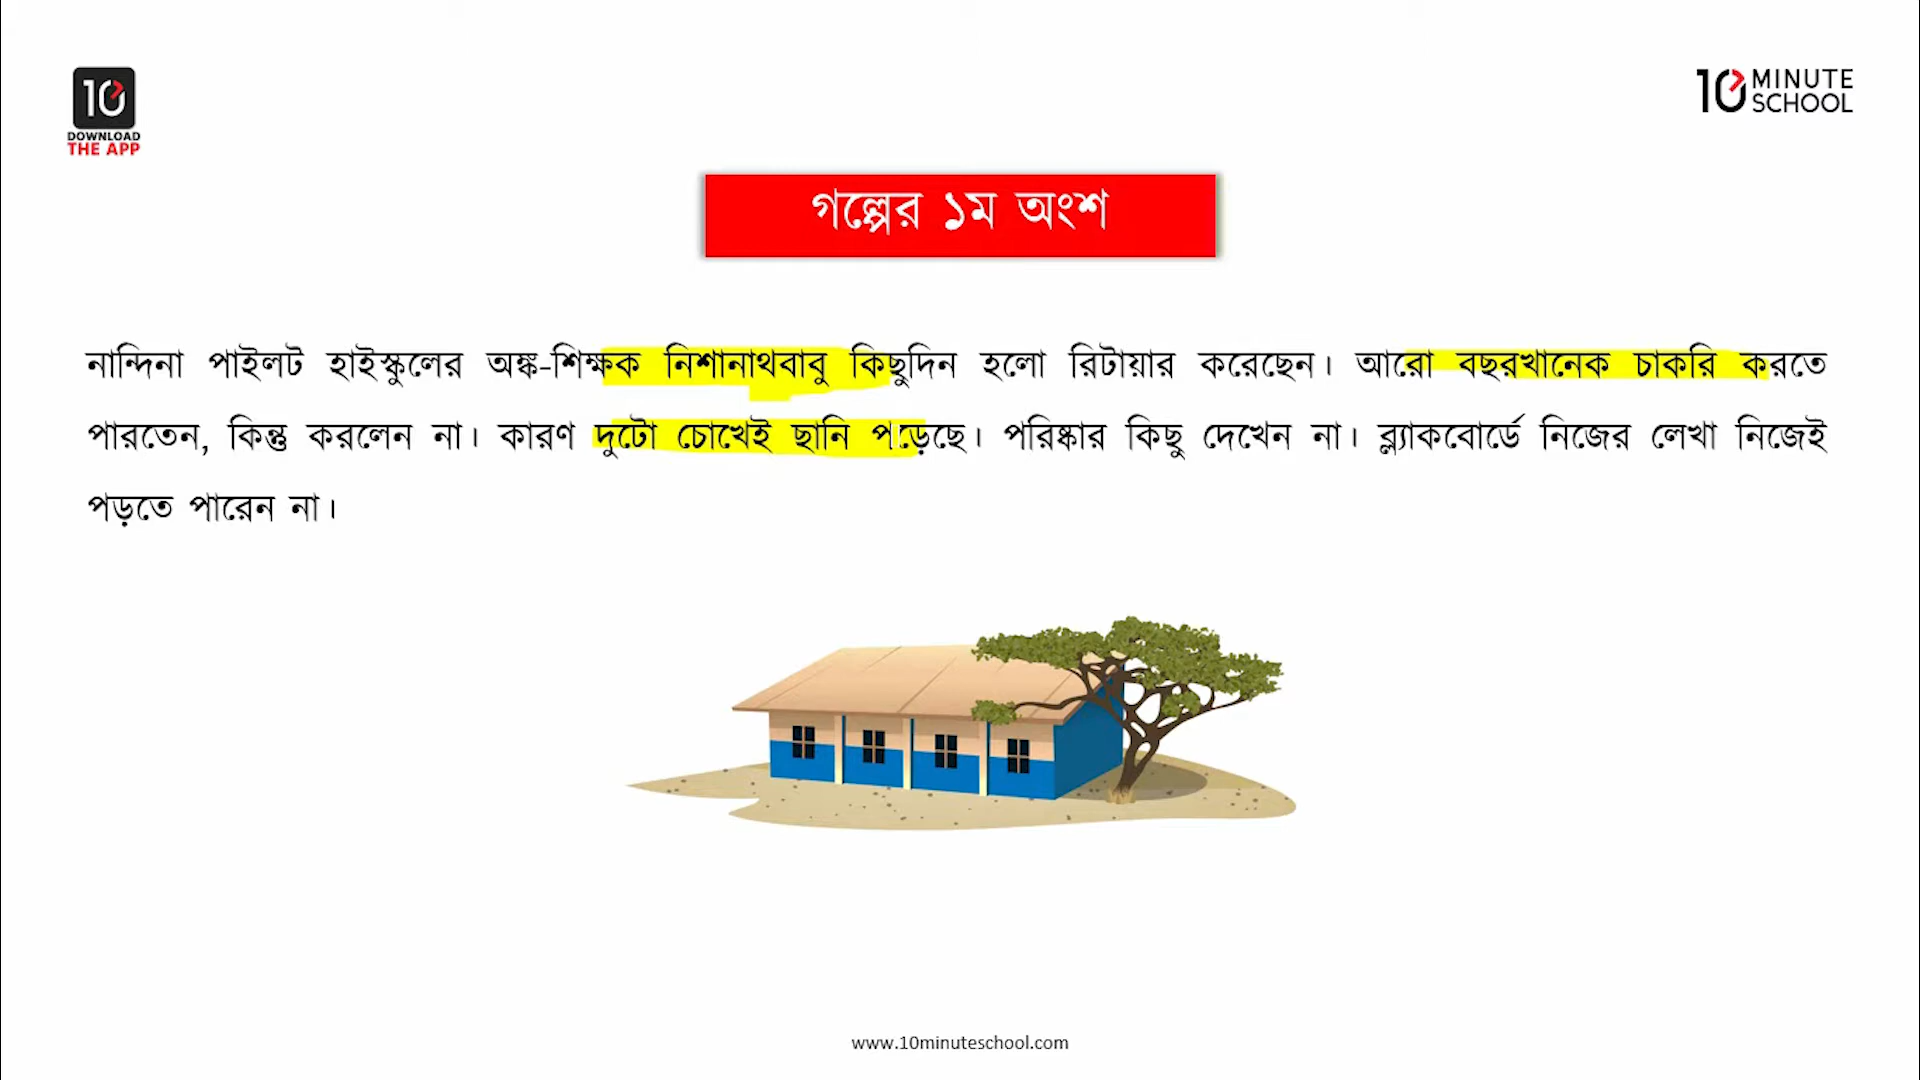 10
DOWNLOAD
THE APP
10 MINUTE
SCHOOL
গল্পের ১ম অংশ
নান্দিনা পাইলট হাইস্কুলের অঙ্ক-শিক্ষক নিশানাথবাবু কিছুদিন হলো রিটায়ার করেছেন। আরো বছরখানেক চাকরি করতে
পারতেন, কিন্তু করলেন না। কারণ দুটো চোখেই ছানি পড়েছে। পরিষ্কার কিছু দেখেন না। ব্ল্যাকবোর্ডে নিজের লেখা নিজেই
পড়তে পারেন না।
www.10minuteschool.com